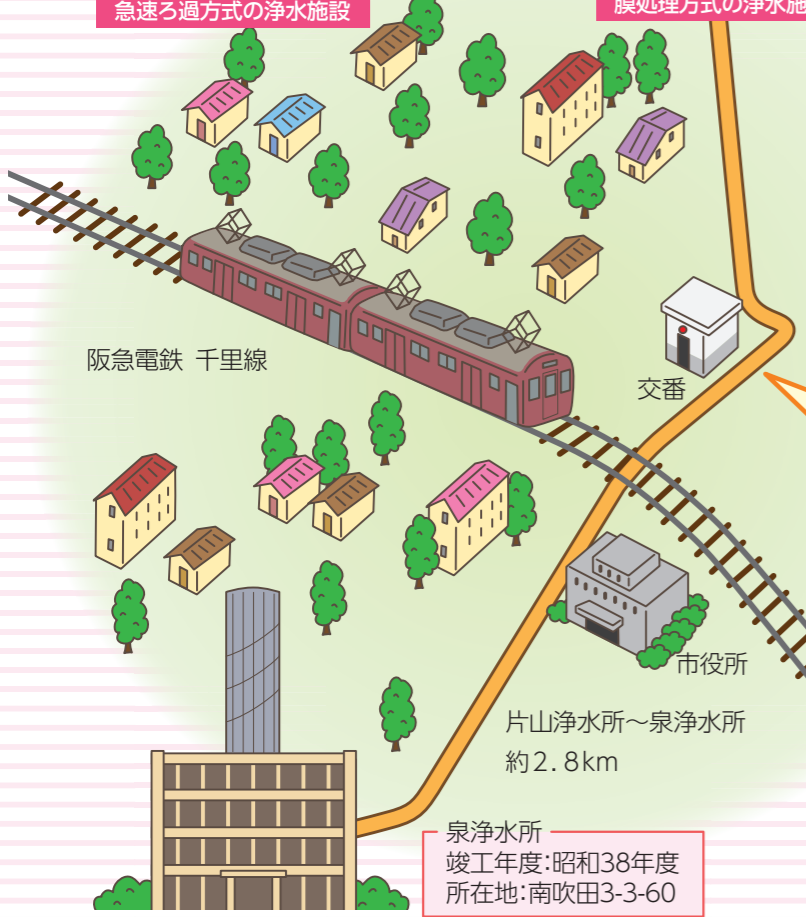 急速ろ過方式の浄水施設
膜処理方式の浄水施
阪急電鉄 千里線
交番
市役所
片山浄水所～泉浄水所
約2.8km
泉浄水所
竣工年度:昭和38年度
所在地:南吹田3-3-60